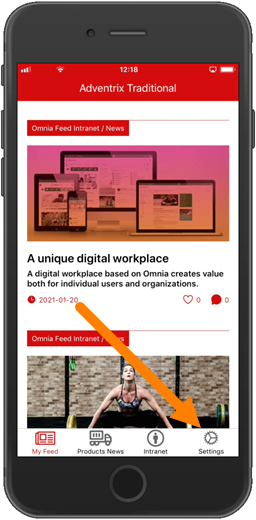 12:18
Adventrix Traditional
Omnia Feed Intranet / News
A unique digital workplace
A digital workplace based on Omnia creates value
both for individual users and organizations.
2021-01-20 0 0
Omnia Feed Intranet / News
My Feed Products News Intranet Settings